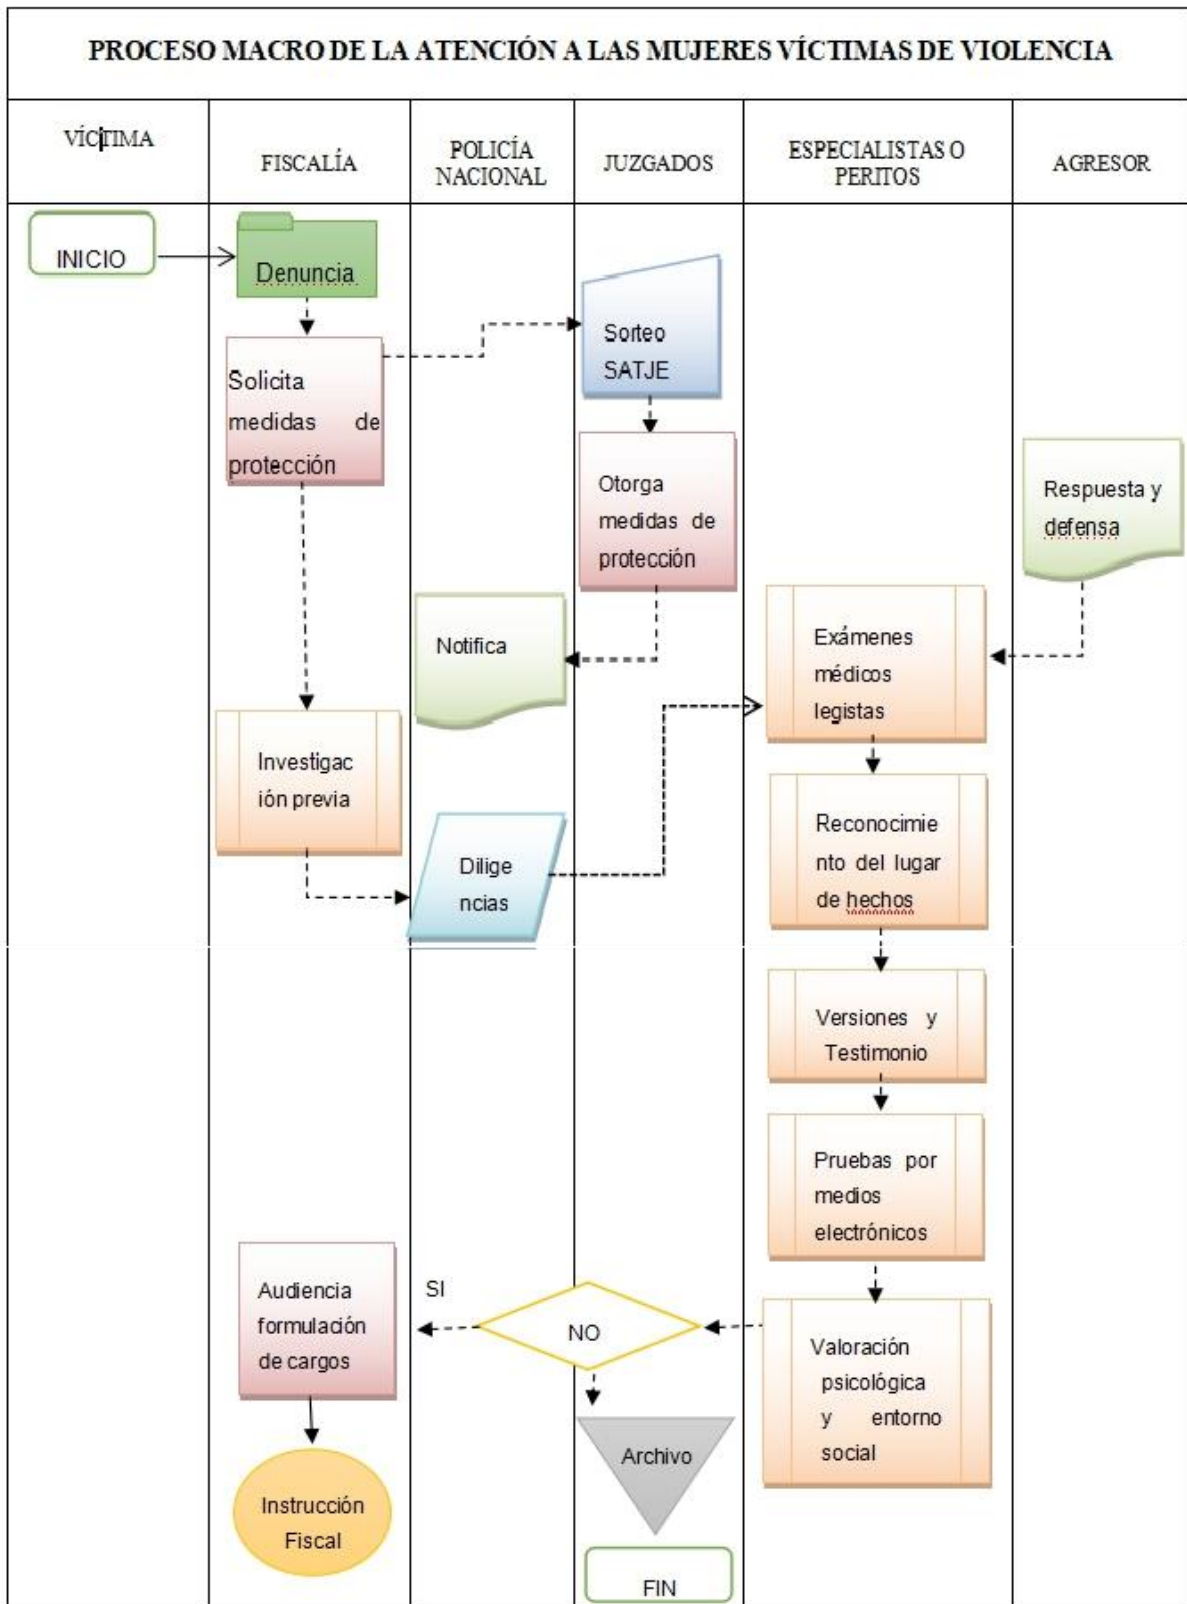 PROCESO MACRO DE LA ATENCIÓN A LAS MUJERES VÍCTIMAS DE VIOLENCIA
VÍCTIMA
FISCALÍA
POLICÍA
NACIONAL
JUZGADOS
ESPECIALISTAS O
PERITOS
AGRESOR
INICIO
Denuncia
Solicita
medidas de
protección
Sorteo
SATJE
Otorga
medidas de
protección
Respuesta y
defensa
Notifica
Exámenes
médicos
legistas
Investigac
ión previa
Dilige
ncias
Reconocimie
nto del lugar
de hechos
Versiones y
Testimonio
Pruebas por
medios
electrónicos
Audiencia
formulación
de cargos
SI
NO
Valoración
psicológica
y entorno
social
Archivo
Instrucción
Fiscal
FIN